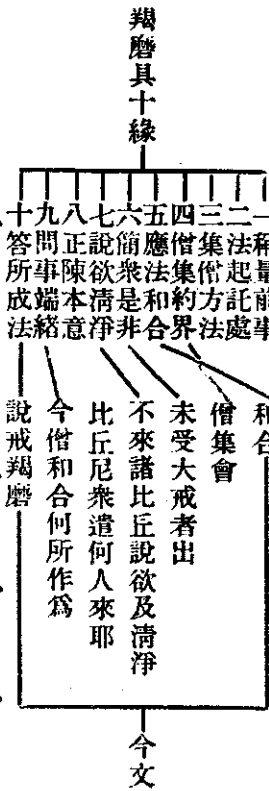 羯磨具十緣
一稱量前事
二法起託處
三集僧方法
四僧集約界
五應法和合
六簡衆是非
七說欲清淨
八正陳本意
九問事端緒
十答所成法
和合
僧集會
未受大戒者出
不來諸比丘說欲及清淨
比丘尼衆遣何人來耶
今僧和合何所作爲
說戒羯磨
今文